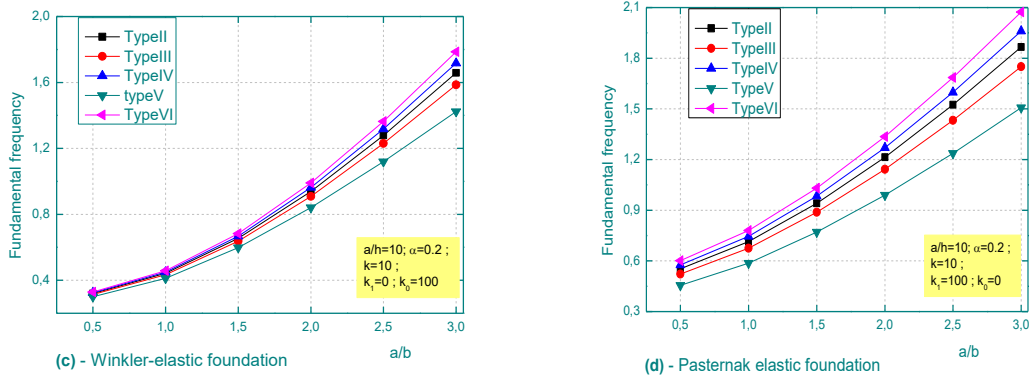 2,0
1,6
1,2
0,8
0,4
Fundamental frequency
TypeII
TypeIII
TypeIV
typeV
TypeVI
a/h=10; α=0.2 ;
k=10 ;
k₁=0 ; k₀=100
0,5 1,0 1,5 2,0 2,5 3,0
a/b
(c) - Winkler-elastic foundation
2,1
1,8
1,5
1,2
0,9
0,6
0,3
Fundamental frequency
TypeII
TypeIII
TypeIV
TypeV
TypeVI
a/h=10; α=0.2 ;
k=10 ;
k₁=100 ; k₀=0
0,5 1,0 1,5 2,0 2,5 3,0
a/b
(d) - Pasternak elastic foundation